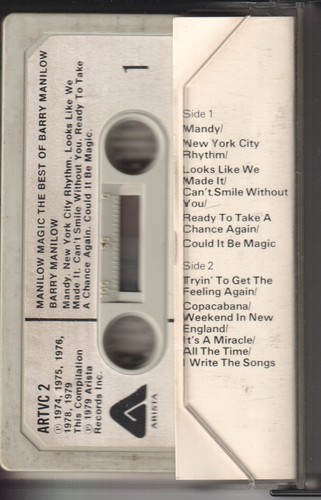 MANILOW MAGIC THE BEST OF BARRY MANILOW
BARRY MANILOW
Mandy. New York City Rhythm. Looks Like We
Made It. Can't Smile Without You. Ready To Take
A Chance Again. Could It Be Magic.
1
100
50
0
ARTVC 2
℗ 1974, 1975, 1976,
1978, 1979
This Compilation
℗ 1979 Arista
Records Inc.
ARISTA
Side 1
Mandy/
New York City
Rhythm/
Looks Like We
Made It/
Can't Smile Without
You/
Ready To Take A
Chance Again/
Could It Be Magic
Side 2
Tryin' To Get The
Feeling Again/
Copacabana/
Weekend In New
England/
It's A Miracle/
All The Time/
I Write The Songs